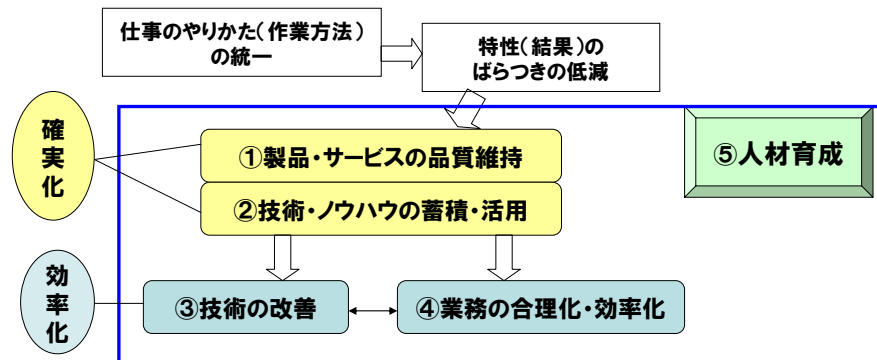 仕事のやりかた（作業方法）
の統一
特性（結果）の
ばらつきの低減
確
実
化
①製品・サービスの品質維持
⑤人材育成
②技術・ノウハウの蓄積・活用
効
率
化
③技術の改善
④業務の合理化・効率化